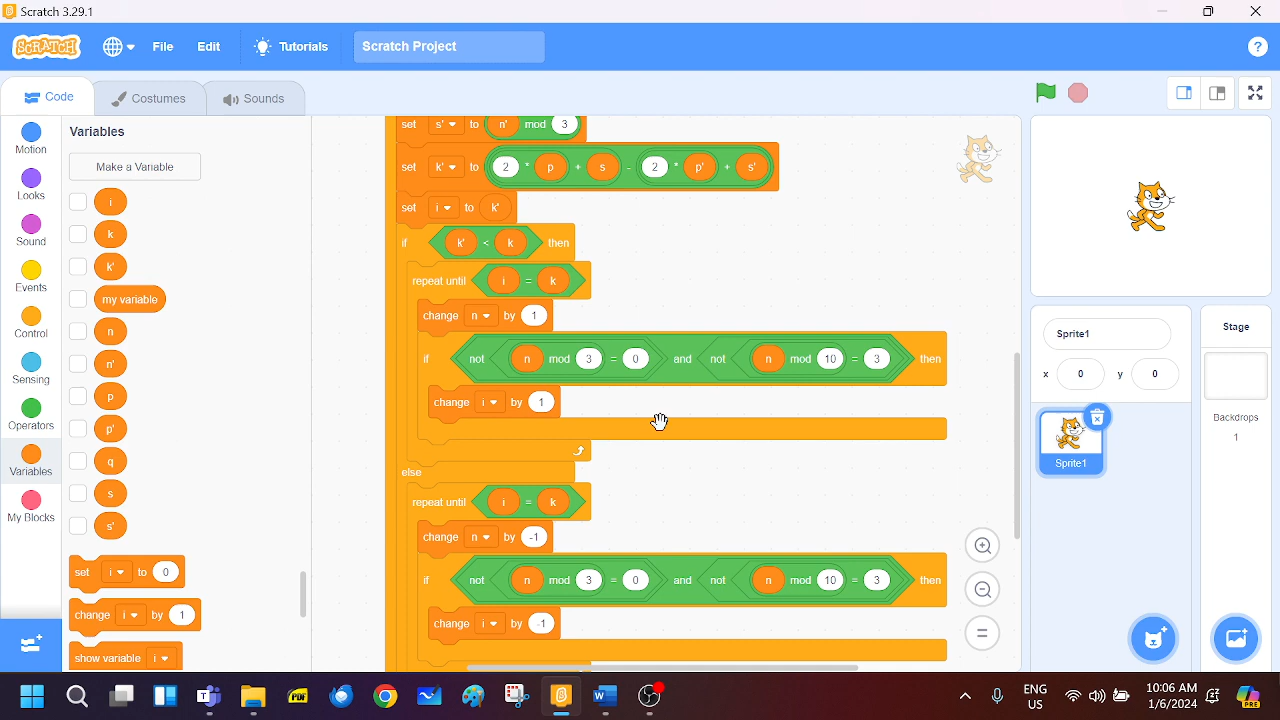 Scratch 3.29.1
SCRATCH File Edit Tutorials Scratch Project ?
Code Costumes Sounds
Motion
Looks
Sound
Events
Control
Sensing
Operators
Variables
My Blocks
Variables
Make a Variable
i
k
k'
my variable
n
n'
p
p'
q
s
s'
set i to 0
change i by 1
show variable i
set s' to n' mod 3
set k' to 2 * p + s - 2 * p' + s'
set i to k'
if k' < k then
repeat until i = k
change n by 1
if not n mod 3 = 0 and not n mod 10 = 3 then
change i by 1
else
repeat until i = k
change n by -1
if not n mod 3 = 0 and not n mod 10 = 3 then
change i by -1
Sprite1
x 0 y 0
Sprite1
Stage
Backdrops
1
PDF
ENG
US
10:06 AM
1/6/2024
PRE